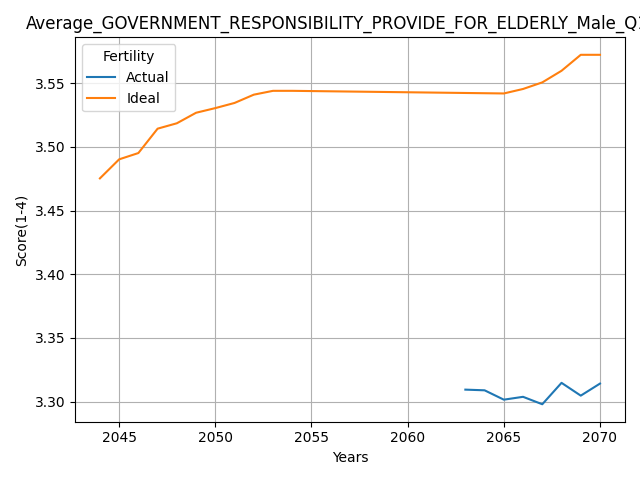 Average_GOVERNMENT_RESPONSIBILITY_PROVIDE_FOR_ELDERLY_Male_Q
Fertility
Actual
Ideal
3.55
3.50
3.45
3.40
3.35
3.30
Score(1-4)
2045 2050 2055 2060 2065 2070
Years